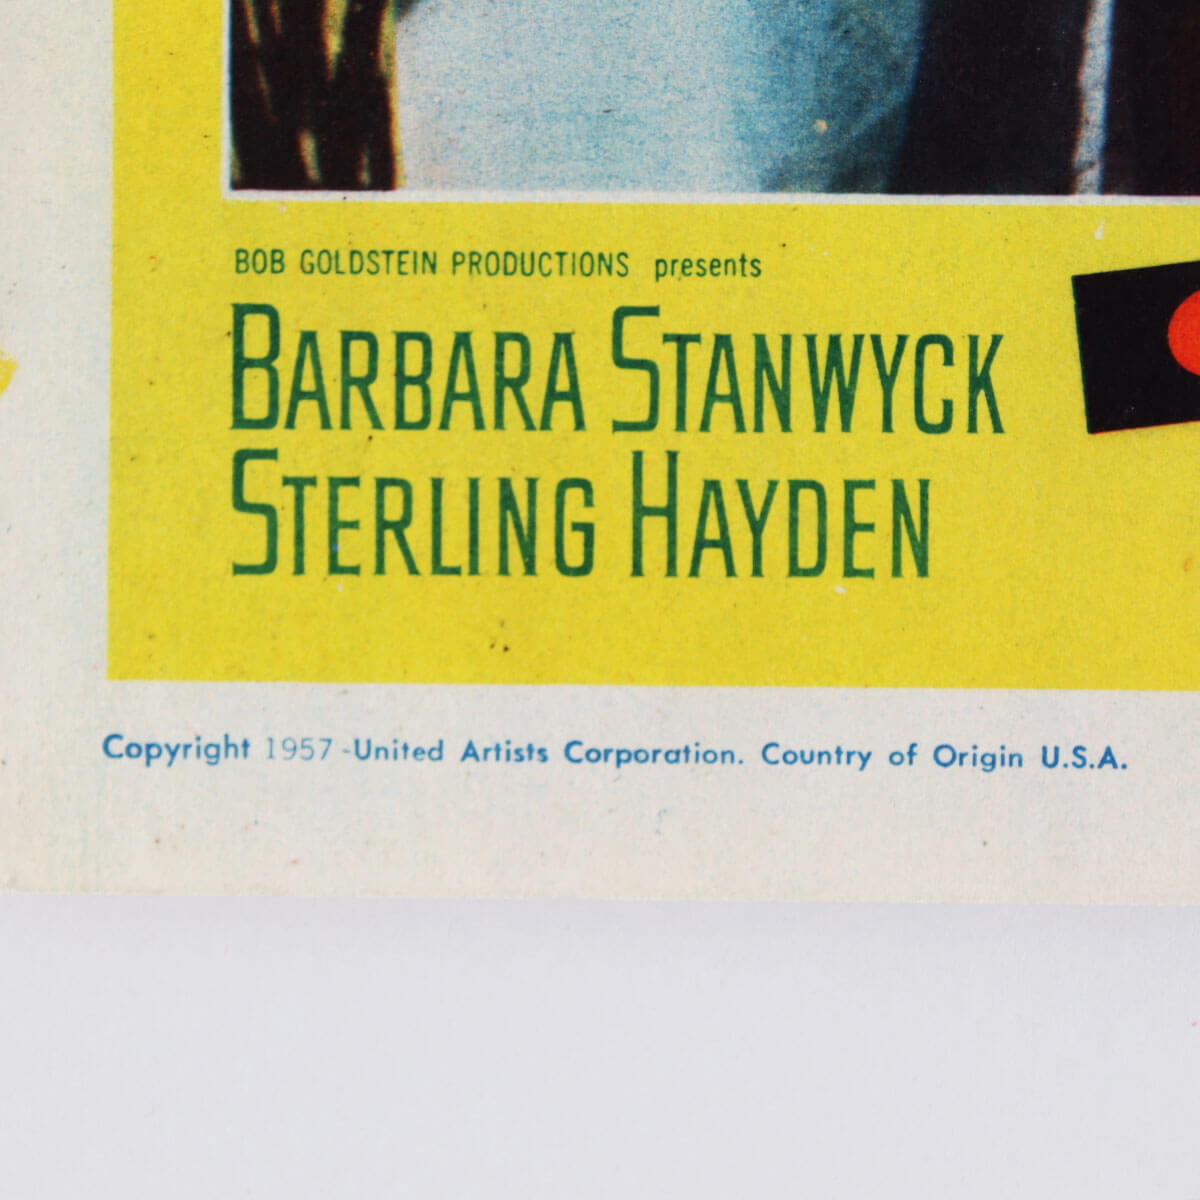 BOB GOLDSTEIN PRODUCTIONS presents
BARBARA STANWYCK
STERLING HAYDEN
Copyright 1957-United Artists Corporation. Country of Origin U.S.A.